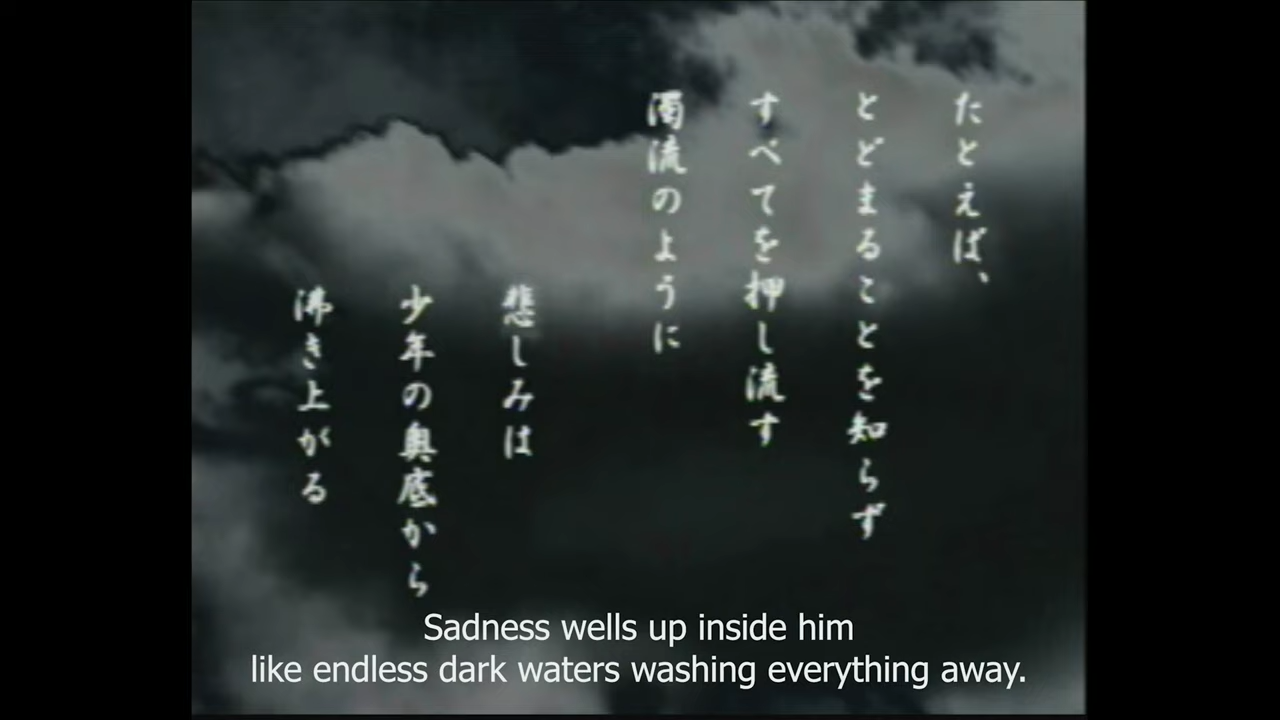 たとえば、
とどまることを知らず
すべてを押し流す
濁流のように
悲しみは
少年の奥底から
沸き上がる
Sadness wells up inside him
like endless dark waters washing everything away.